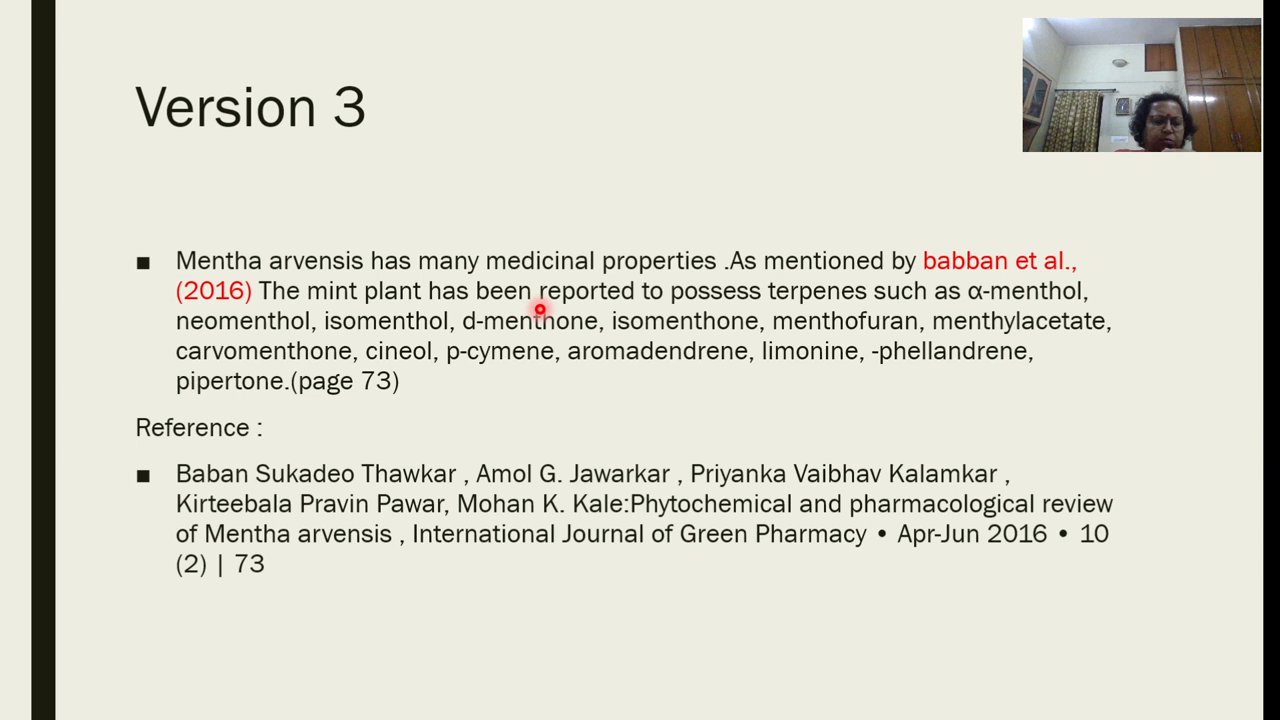 Version 3
■ Mentha arvensis has many medicinal properties .As mentioned by babban et al.,
(2016) The mint plant has been reported to possess terpenes such as α-menthol,
neomenthol, isomenthol, d-menthone, isomenthone, menthofuran, menthylacetate,
carvomenthone, cineol, p-cymene, aromadendrene, limonine, -phellandrene,
pipertone.(page 73)
Reference :
■ Baban Sukadeo Thawkar , Amol G. Jawarkar , Priyanka Vaibhav Kalamkar ,
Kirteebala Pravin Pawar, Mohan K. Kale:Phytochemical and pharmacological review
of Mentha arvensis , International Journal of Green Pharmacy • Apr-Jun 2016 • 10
(2) | 73